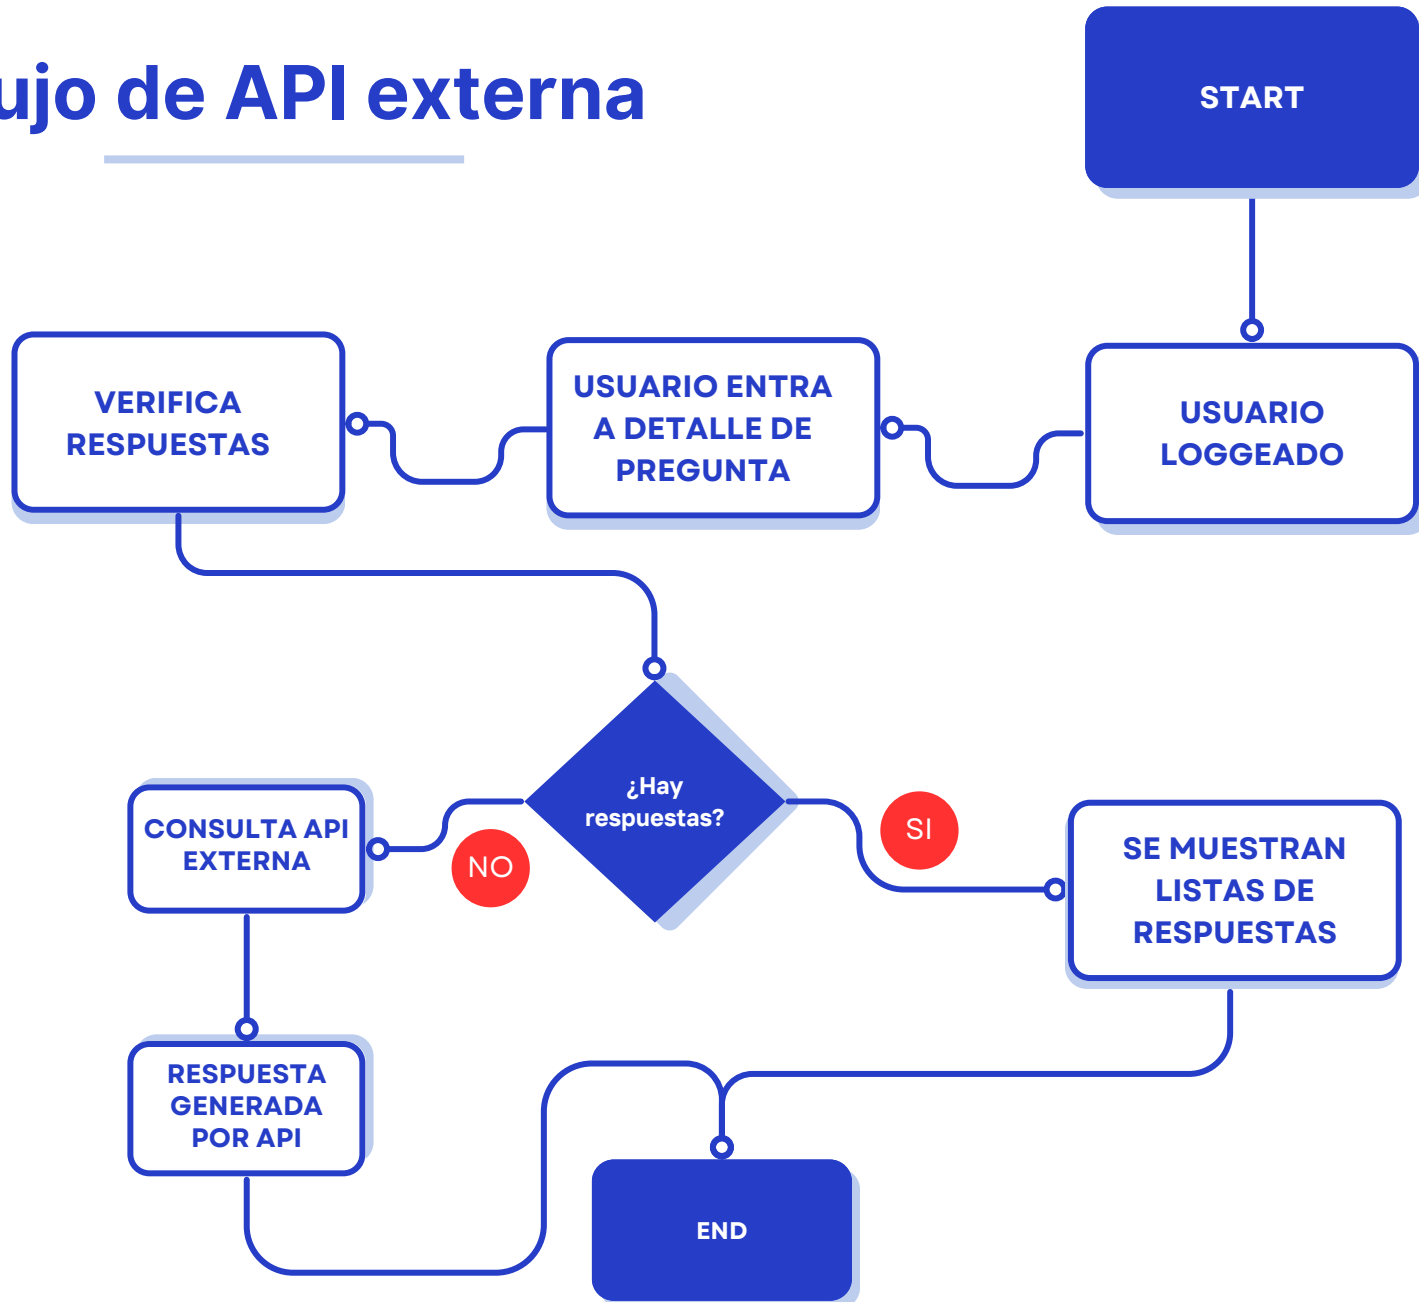 ujo de API externa
START
USUARIO
LOGGEADO
USUARIO ENTRA
A DETALLE DE
PREGUNTA
VERIFICA
RESPUESTAS
¿Hay
respuestas?
NO
SI
CONSULTA API
EXTERNA
SE MUESTRAN
LISTAS DE
RESPUESTAS
RESPUESTA
GENERADA
POR API
END